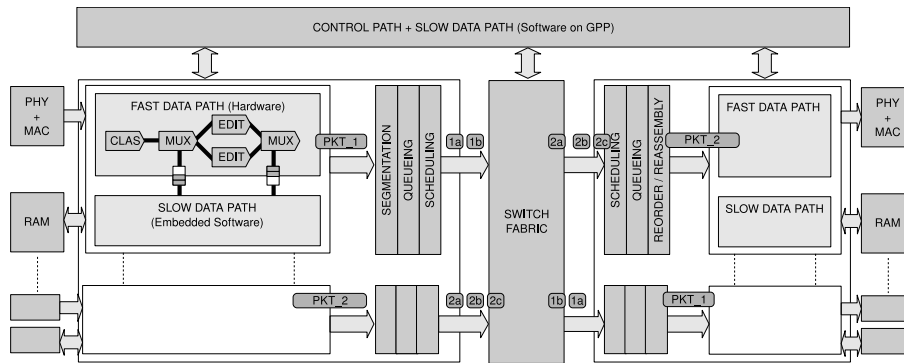 CONTROL PATH + SLOW DATA PATH (Software on GPP)
PHY
+
MAC
FAST DATA PATH (Hardware)
CLAS
MUX
EDIT
EDIT
MUX
PKT_1
SEGMENTATION
QUEUEING
SCHEDULING
1a
1b
SWITCH
FABRIC
2a
2b
2c
SCHEDULING
QUEUEING
REORDER / REASSEMBLY
PKT_2
FAST DATA PATH
PHY
+
MAC
RAM
SLOW DATA PATH
(Embedded Software)
SLOW DATA PATH
RAM
PKT_2
2a
2b
2c
1b
1a
PKT_1